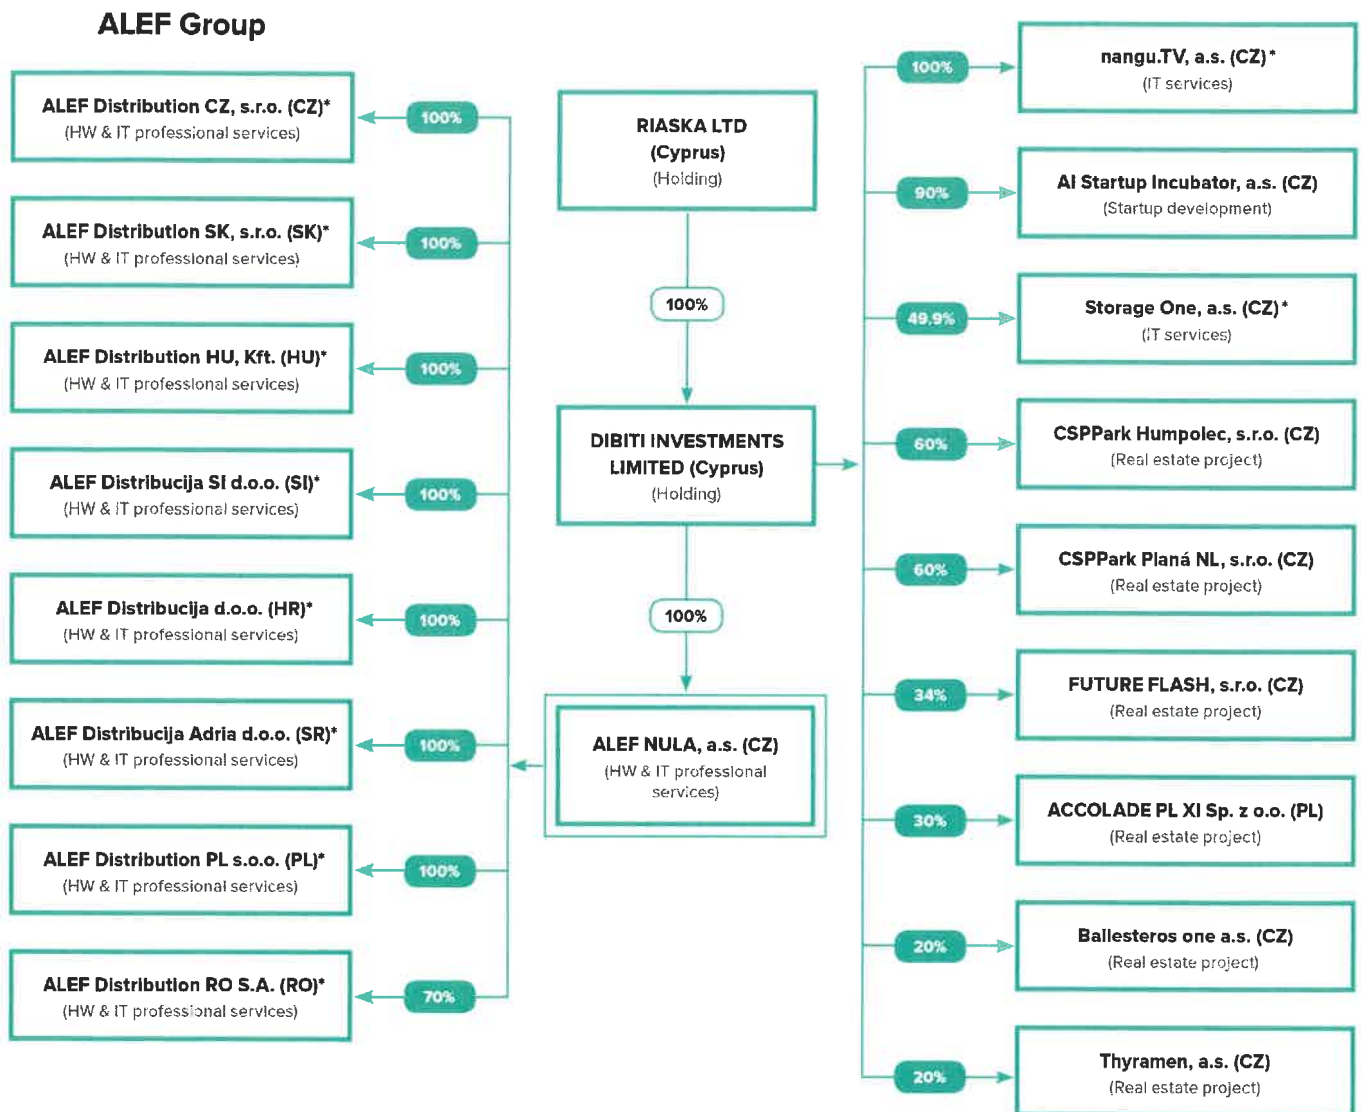 ALEF Group
ALEF Distribution CZ, s.r.o. (CZ)*
(HW & IT professional services)
100%
ALEF Distribution SK, s.r.o. (SK)*
(HW & IT professional services)
100%
ALEF Distribution HU, Kft. (HU)*
(HW & IT professional services)
100%
ALEF Distribucija SI d.o.o. (SI)*
(HW & IT professional services)
100%
ALEF Distribucija d.o.o. (HR)*
(HW & IT professional services)
100%
ALEF Distribucija Adria d.o.o. (SR)*
(HW & IT professional services)
100%
ALEF Distribution PL s.o.o. (PL)*
(HW & IT professional services)
100%
ALEF Distribution RO S.A. (RO)*
(HW & IT professional services)
70%
RIASKA LTD
(Cyprus)
(Holding)
100%
DIBITI INVESTMENTS
LIMITED (Cyprus)
(Holding)
100%
ALEF NULA, a.s. (CZ)
(HW & IT professional
services)
100%
nangu.TV, a.s. (CZ)*
(IT services)
90%
AI Startup Incubator, a.s. (CZ)
(Startup development)
49,9%
Storage One, a.s. (CZ)*
(IT services)
60%
CSPPark Humpolec, s.r.o. (CZ)
(Real estate project)
60%
CSPPark Planá NL, s.r.o. (CZ)
(Real estate project)
34%
FUTURE FLASH, s.r.o. (CZ)
(Real estate project)
30%
ACCOLADE PL XI Sp. z o.o. (PL)
(Real estate project)
20%
Ballesteros one a.s. (CZ)
(Real estate project)
20%
Thyramen, a.s. (CZ)
(Real estate project)